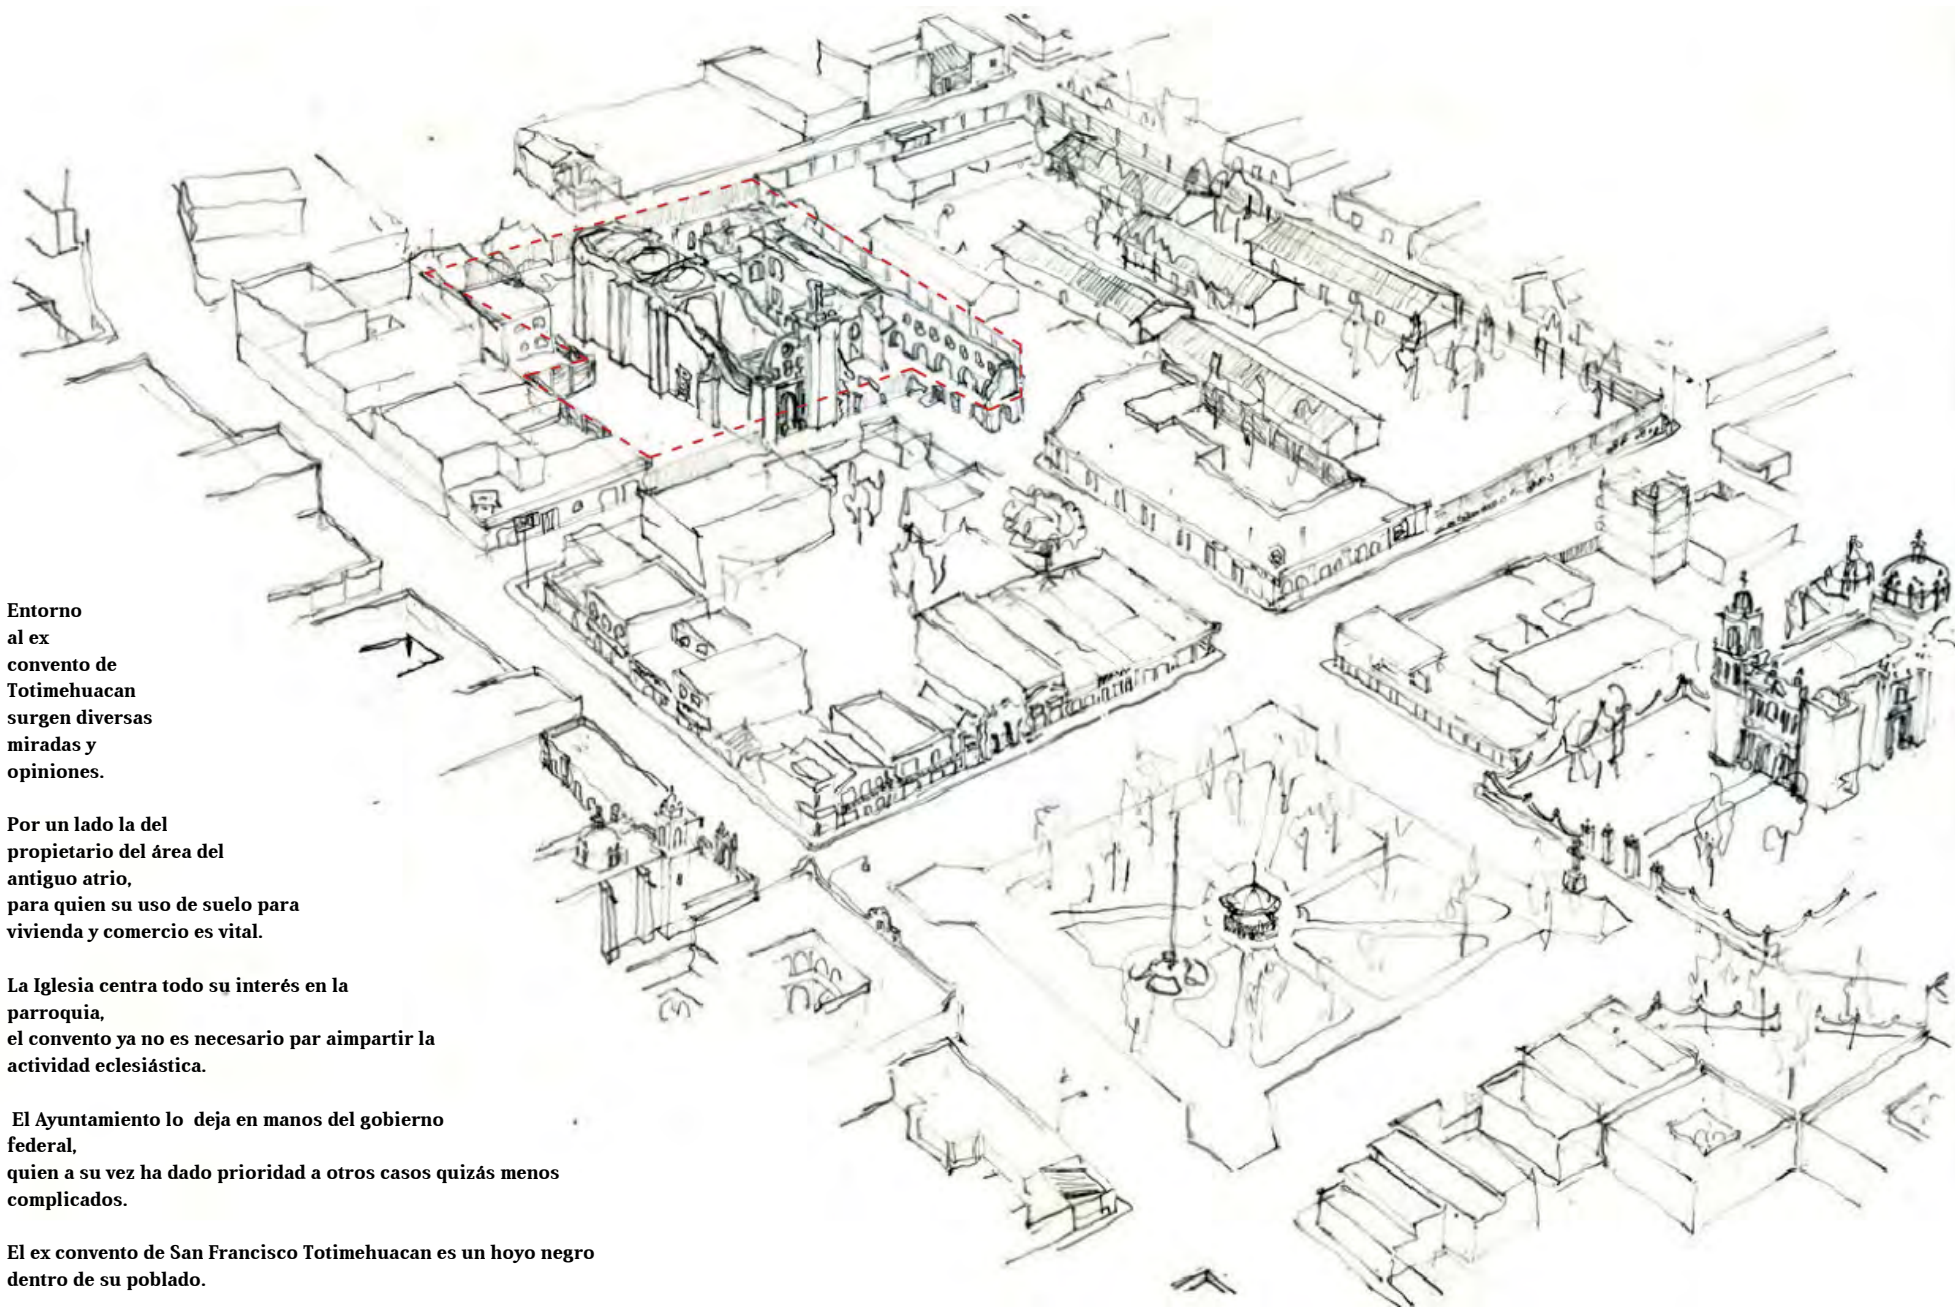 Entorno
al ex
convento de
Totimehuacan
surgen diversas
miradas y
opiniones.
Por un lado la del
propietario del área del
antiguo atrio,
para quien su uso de suelo para
vivienda y comercio es vital.
La Iglesia centra todo su interés en la
parroquia,
el convento ya no es necesario par aimpartir la
actividad eclesiástica.
El Ayuntamiento lo deja en manos del gobierno
federal,
quien a su vez ha dado prioridad a otros casos quizás menos
complicados.
El ex convento de San Francisco Totimehuacan es un hoyo negro
dentro de su poblado.